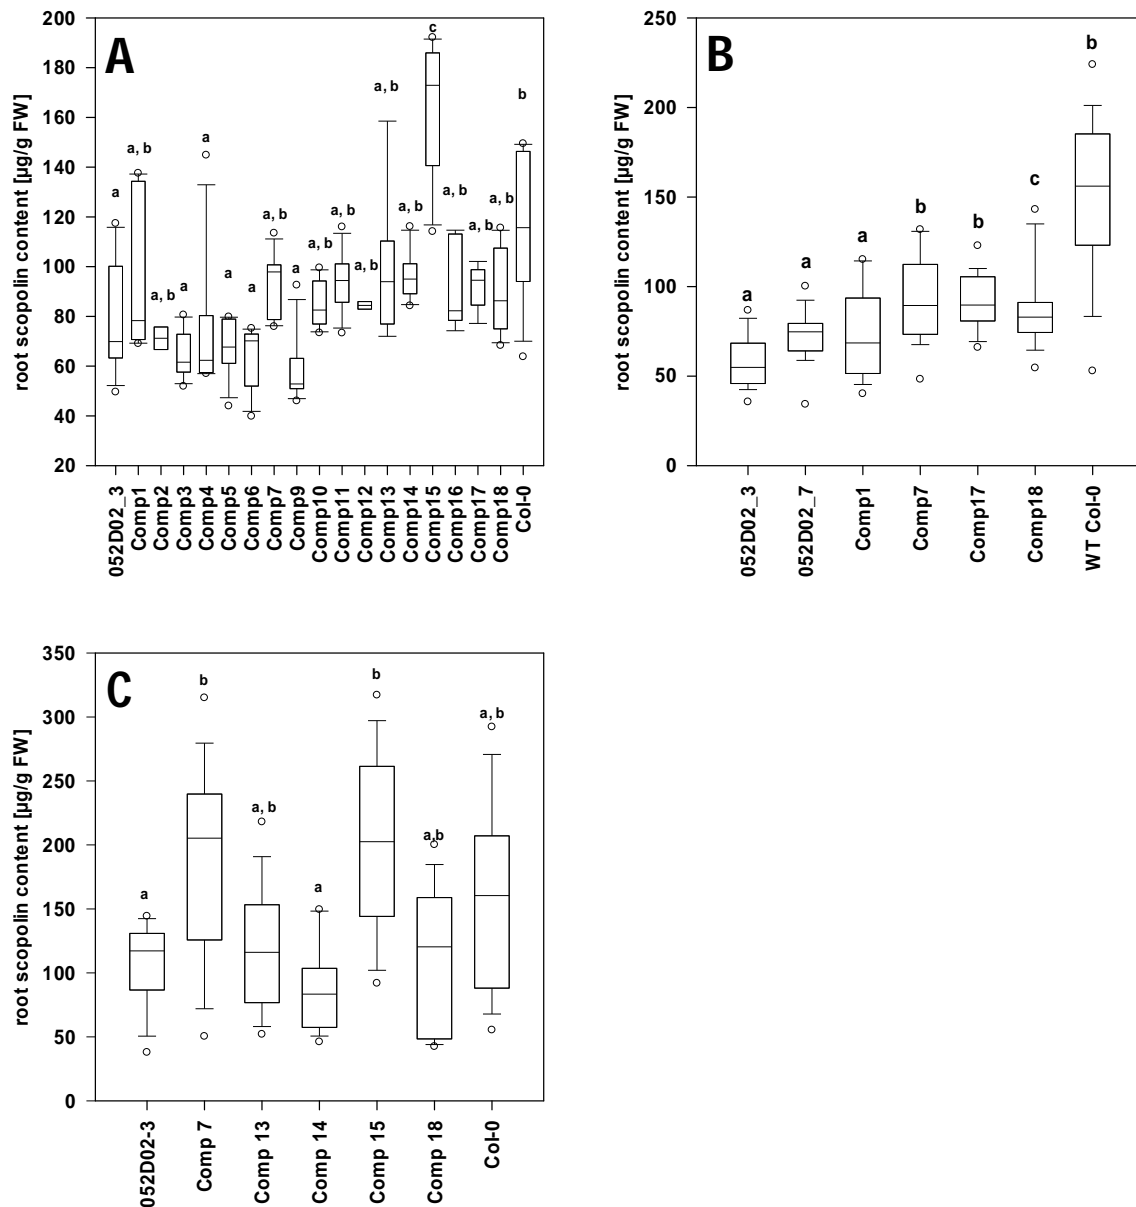 A
root scopolin content [µg/g FW]
200
180
160
140
120
100
80
60
40
20
a
a, b
a, b
a
a
a
a
a, b
a
a, b
a, b
a, b
a, b
a, b
c
a, b
a, b
a, b
b
052D02_3
Comp1
Comp2
Comp3
Comp4
Comp5
Comp6
Comp7
Comp9
Comp10
Comp11
Comp12
Comp13
Comp14
Comp15
Comp16
Comp17
Comp18
Col-0
B
root scopolin content [µg/g FW]
250
200
150
100
50
0
a
a
a
b
b
c
b
052D02_3
052D02_7
Comp1
Comp7
Comp17
Comp18
WT Col-0
C
root scopolin content [µg/g FW]
350
300
250
200
150
100
50
0
a
b
a, b
a
b
a,b
a, b
052D02-3
Comp 7
Comp 13
Comp 14
Comp 15
Comp 18
Col-0